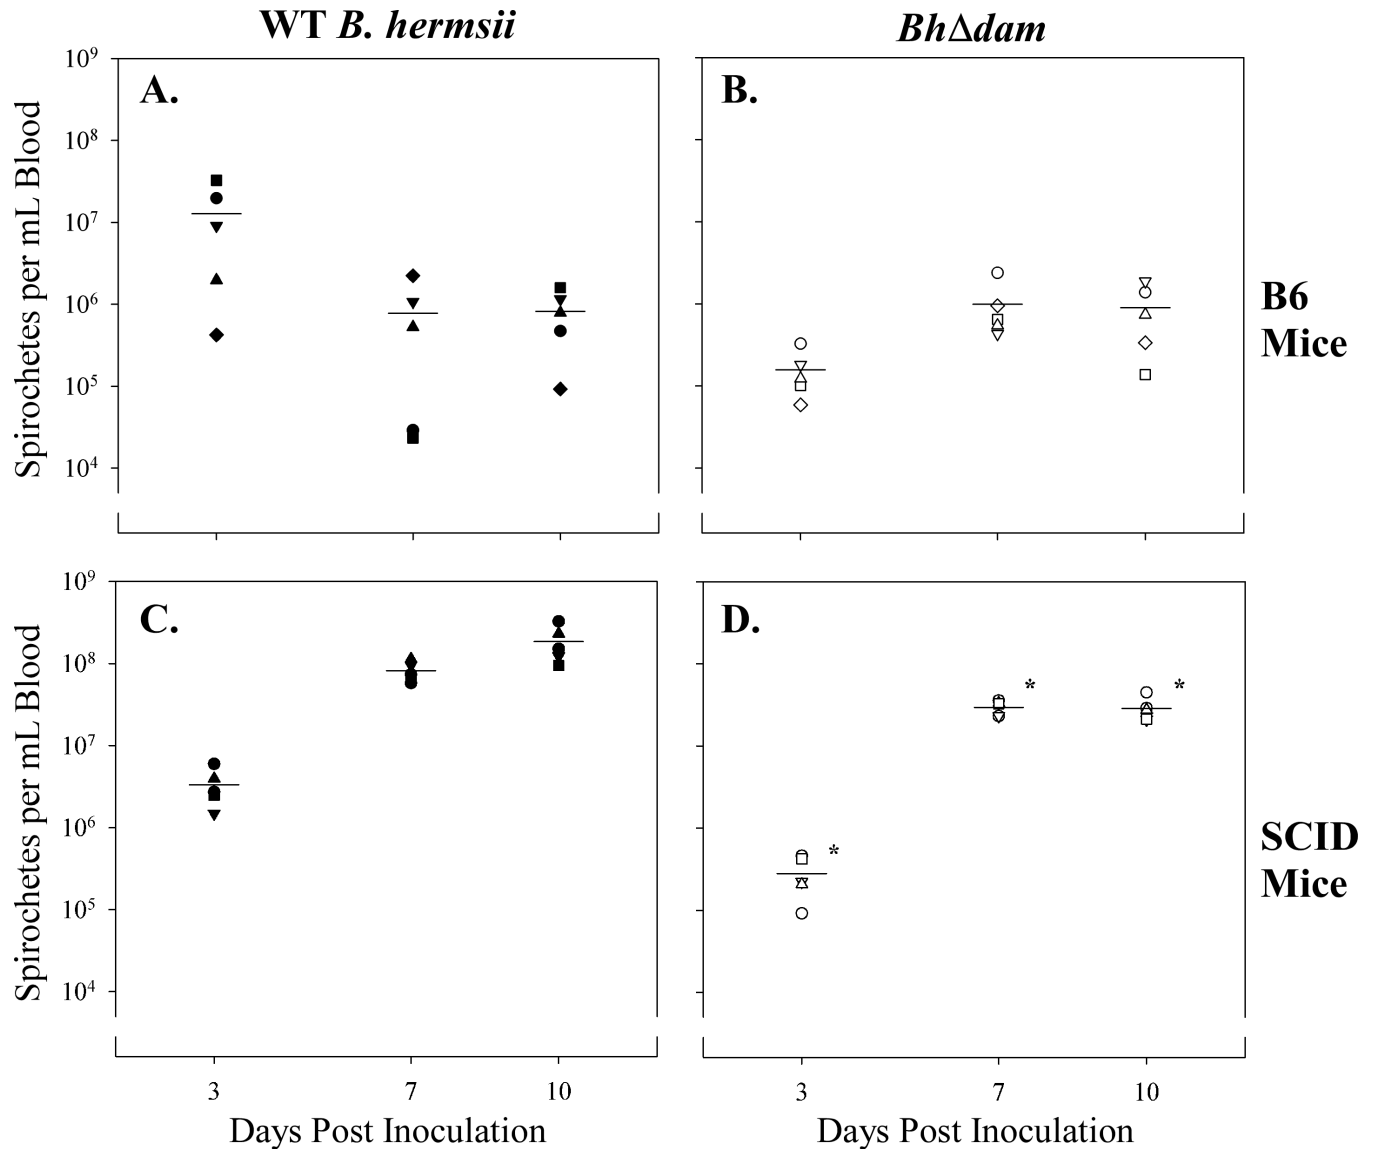 WT B. hermsii
BhΔdam
A.
B.
10⁹
10⁸
10⁷
10⁶
10⁵
10⁴
Spirochetes per mL Blood
B6
Mice
C.
D.
10⁹
10⁸
10⁷
10⁶
10⁵
10⁴
Spirochetes per mL Blood
*
*
*
SCID
Mice
3 7 10
3 7 10
Days Post Inoculation
Days Post Inoculation